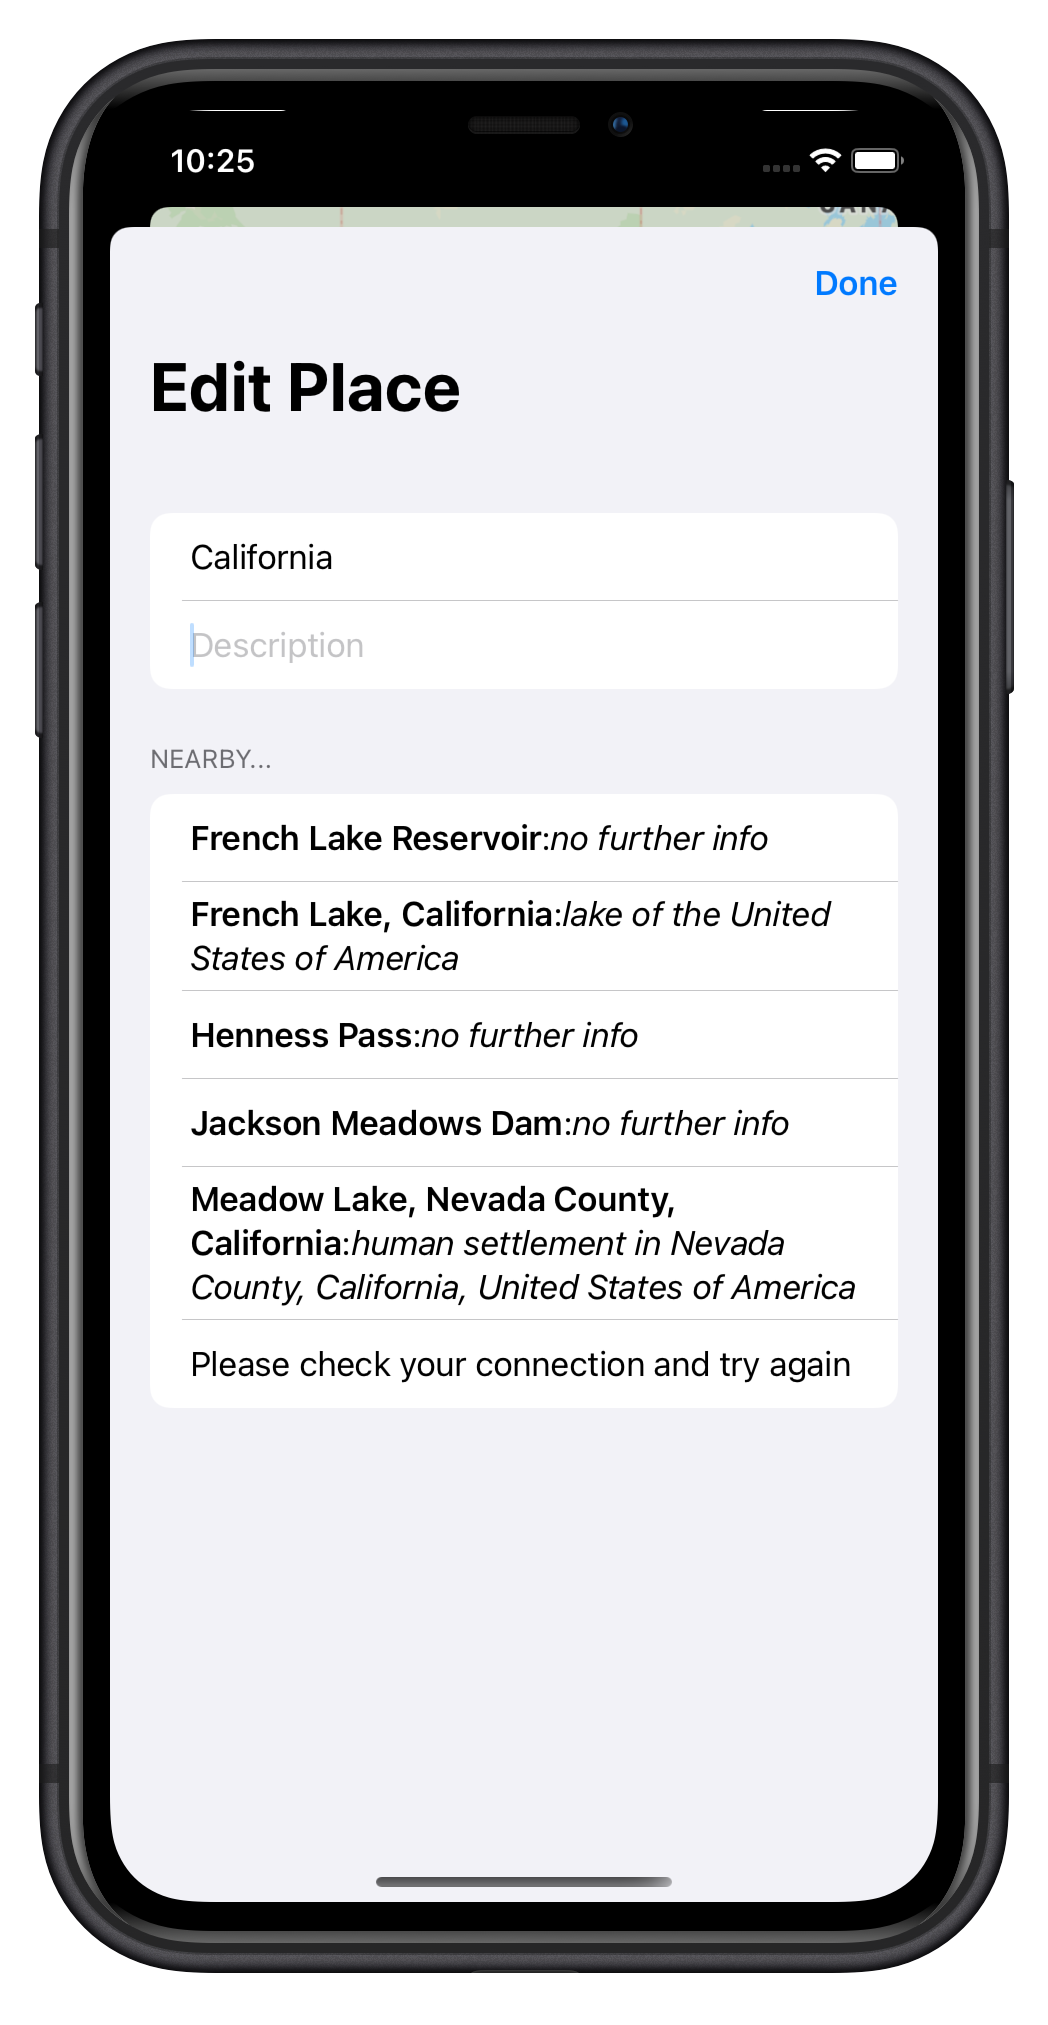 10:25
Done
Edit Place
California
Description
NEARBY...
French Lake Reservoir:no further info
French Lake, California:lake of the United
States of America
Henness Pass:no further info
Jackson Meadows Dam:no further info
Meadow Lake, Nevada County,
California:human settlement in Nevada
County, California, United States of America
Please check your connection and try again